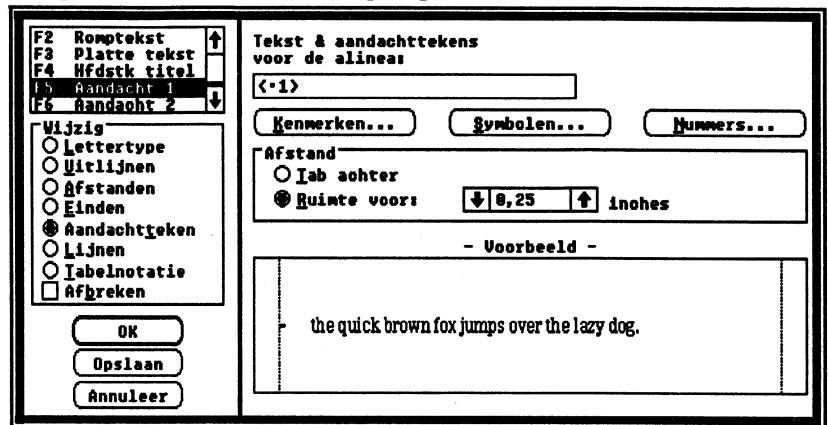 F2 Romptekst
F3 Platte tekst
F4 Hfdstk titel
F5 Aandacht 1
F6 Aandacht 2
Wijzig
Lettertype
Uitlijnen
Afstanden
Einden
Aandachtteken
Lijnen
Tabelnotatie
Afbreken
OK
Opslaan
Annuleer
Tekst & aandachttekens
voor de alinea:
<·1>
Kenmerken... Symbolen... Nummers...
Afstand
Tab achter
Ruimte voor: 0,25 inches
- Voorbeeld -
- the quick brown fox jumps over the lazy dog.